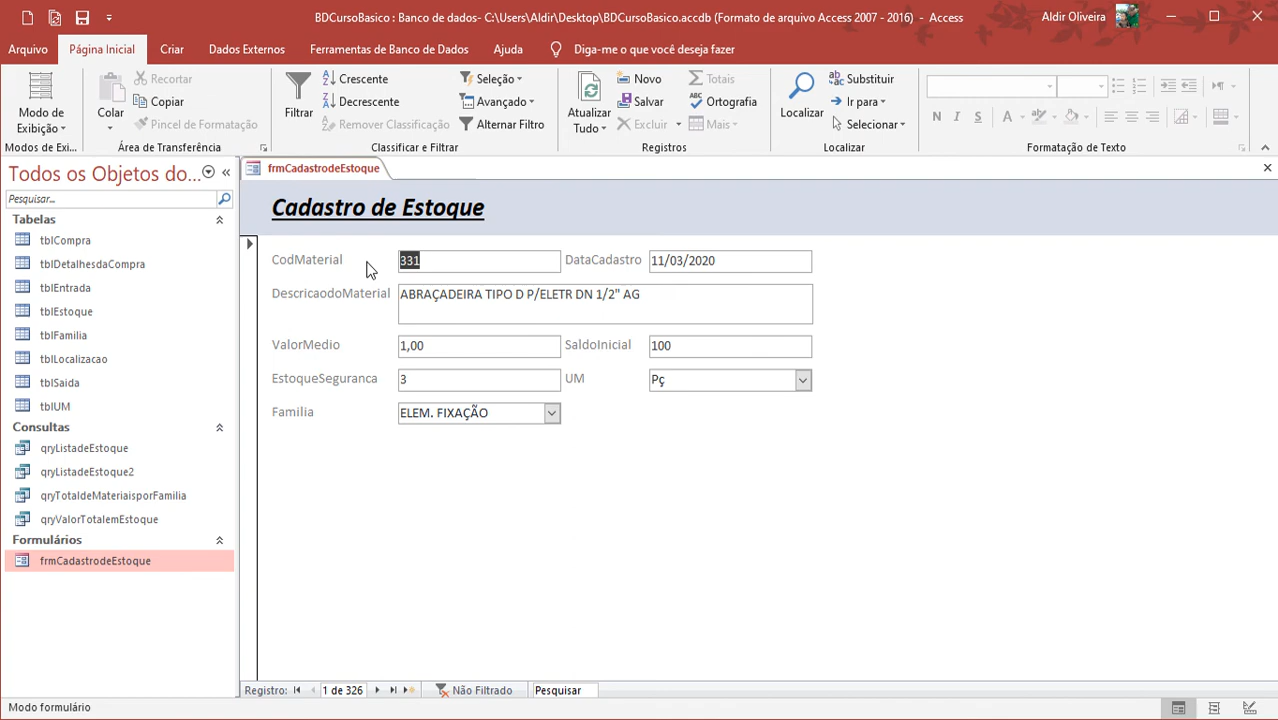 BDCursoBasico : Banco de dados- C:\Users\Aldir\Desktop\BDCursoBasico.accdb (Formato de arquivo Access 2007 - 2016) - Access
Aldir Oliveira
Arquivo
Página Inicial
Criar
Dados Externos
Ferramentas de Banco de Dados
Ajuda
Diga-me o que você deseja fazer
Modo de Exibição
Colar
Recortar
Copiar
Pincel de Formatação
Filtrar
Crescente
Decrescente
Remover Classif
Seleção
Avançado
Alternar Filtro
Atualizar Tudo
Novo
Salvar
Excluir
Totais
Ortografia
Mais
Localizar
Substituir
Ir para
Selecionar
N I S
Modos de Exi...
Área de Transferência
Classificar e Filtrar
Registros
Localizar
Formatação de Texto
Todos os Objetos do...
Pesquisar...
Tabelas
tblCompra
tblDetalhesdaCompra
tblEntrada
tblEstoque
tblFamilia
tblLocalizacao
tblSaida
tblUM
Consultas
qryListadeEstoque
qryListadeEstoque2
qryTotaldeMateriaisporFamilia
qryValorTotalemEstoque
Formulários
frmCadastrodeEstoque
frmCadastrodeEstoque
Cadastro de Estoque
CodMaterial 331 DataCadastro 11/03/2020
DescricaodoMaterial ABRAÇADEIRA TIPO D P/ELETR DN 1/2" AG
ValorMedio 1,00 SaldoInicial 100
EstoqueSeguranca 3 UM Pç
Familia ELEM. FIXAÇÃO
Registro: 1 de 326 Não Filtrado Pesquisar
Modo formulário